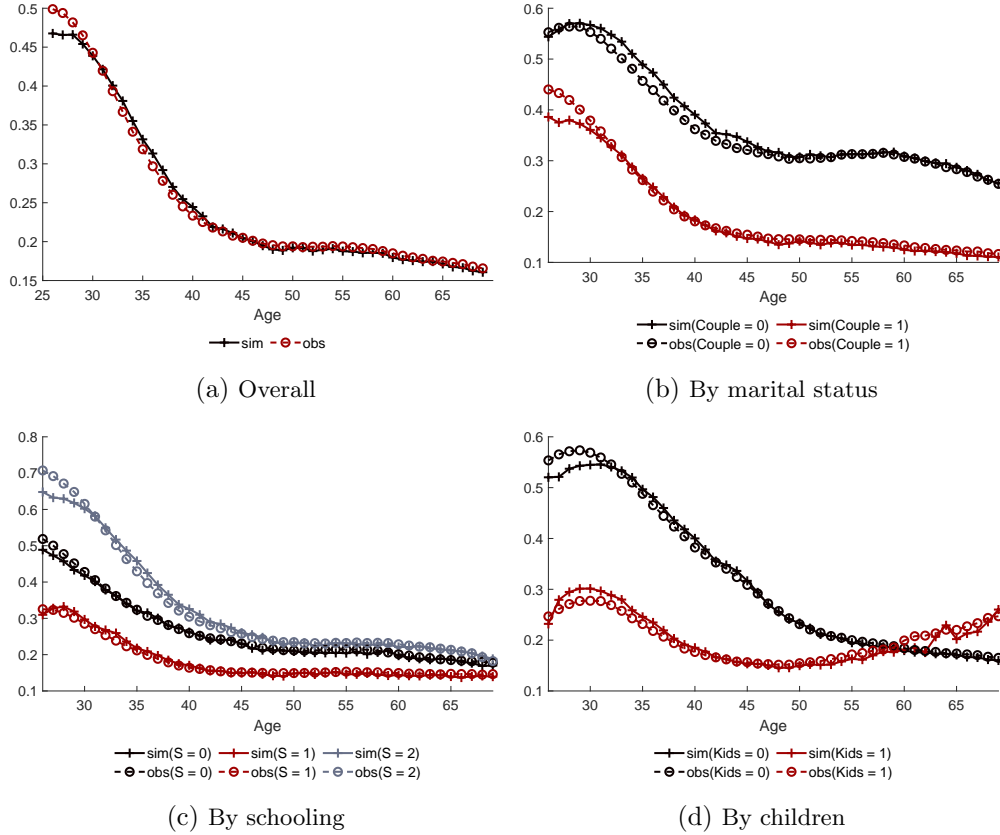 0.5
0.45
0.4
0.35
0.3
0.25
0.2
0.15
25 30 35 40 45 50 55 60 65
Age
sim obs
(a) Overall
0.6
0.5
0.4
0.3
0.2
0.1
30 35 40 45 50 55 60 65
Age
sim(Couple = 0) sim(Couple = 1)
obs(Couple = 0) obs(Couple = 1)
(b) By marital status
0.8
0.7
0.6
0.5
0.4
0.3
0.2
0.1
30 35 40 45 50 55 60 65
Age
sim(S = 0) sim(S = 1) sim(S = 2)
obs(S = 0) obs(S = 1) obs(S = 2)
(c) By schooling
0.6
0.5
0.4
0.3
0.2
0.1
30 35 40 45 50 55 60 65
Age
sim(Kids = 0) sim(Kids = 1)
obs(Kids = 0) obs(Kids = 1)
(d) By children